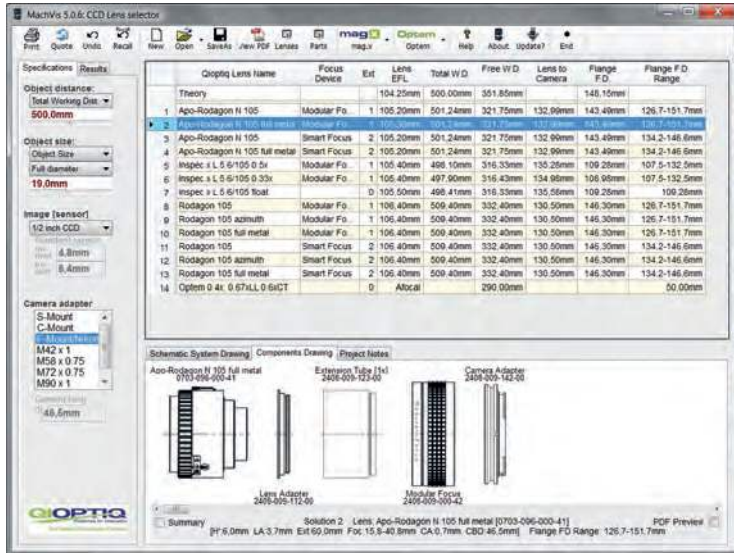 MachVis 5.0.6: CCD Lens selector
Print Quote Undo Recall New Open SaveAs View PDF Lenses Parts mag.x Optem Help About Update? End
mag X Optem
Specifications Results
Object distance:
Total Working Dist.
500,0mm
Object size:
Object Size
Full diameter
19,0mm
Image [sensor]
1/2 inch CCD
4,8mm
6,4mm
Camera adapter
S-Mount
C-Mount
M42 x 1
M58 x 0.75
M72 x 0.75
M90 x 1
46,5mm
QIOPTIQ
Qioptiq Lens Name Focus Device Ext Lens EFL Total W.D. Free W.D. Lens to Camera Flange F.D. Flange F.D. Range
Theory 104.25mm 500.00mm 351.85mm 148.15mm
1 Apo-Rodagon N 105 Modular Fo... 1 105.20mm 501.24mm 321.75mm 132.99mm 143.49mm 126.7-151.7mm
2 Apo-Rodagon N 105 full metal
3 Apo-Rodagon N 105 Smart Focus 2 105.20mm 501.24mm 321.75mm 132.99mm 143.49mm 134.2-146.6mm
4 Apo-Rodagon N 105 full metal Smart Focus 2 105.20mm 501.24mm 321.75mm 132.99mm 143.49mm 134.2-146.6mm
5 Inspec.x L 5.6/105 0.5x Modular Fo... 1 105.40mm 498.10mm 316.33mm 135.28mm 109.28mm 107.5-132.5mm
6 Inspec.x L 5.6/105 0.33x Modular Fo... 1 105.40mm 497.90mm 316.43mm 134.98mm 108.98mm 107.5-132.5mm
7 Inspec.x L 5.6/105 float 0 105.50mm 498.41mm 316.33mm 135.58mm 109.28mm 109.28mm
8 Rodagon 105 Modular Fo... 1 106.40mm 509.40mm 332.40mm 130.50mm 146.30mm 126.7-151.7mm
9 Rodagon 105 azimuth Modular Fo... 1 106.40mm 509.40mm 332.40mm 130.50mm 146.30mm 126.7-151.7mm
10 Rodagon 105 full metal Modular Fo... 1 106.40mm 509.40mm 332.40mm 130.50mm 146.30mm 126.7-151.7mm
11 Rodagon 105 Smart Focus 2 106.40mm 509.40mm 332.40mm 130.50mm 146.30mm 134.2-146.6mm
12 Rodagon 105 azimuth Smart Focus 2 106.40mm 509.40mm 332.40mm 130.50mm 146.30mm 134.2-146.6mm
13 Rodagon 105 full metal Smart Focus 2 106.40mm 509.40mm 332.40mm 130.50mm 146.30mm 134.2-146.6mm
14 Optem 0.4x: 0.67xLL 0.6xCT 0 Afocal 290.00mm 50.00mm
Schematic System Drawing Components Drawing Project Notes
Apo-Rodagon N 105 full metal
0703-096-000-41
Extension Tube [1x]
2408-009-123-00
Camera Adapter
2408-009-142-00
Lens Adapter
2409-009-112-00
Modular Focus
2408-009-000-42
Summary Solution 2 Lens: Apo-Rodagon N 105 full metal [0703-096-000-41] PDF Preview
[H':6,0mm LA:3,7mm Ext:60,0mm Foc:15,8-40,8mm CA:0,7mm CBD:46,5mm] Flange FD Range: 126.7-151.7mm